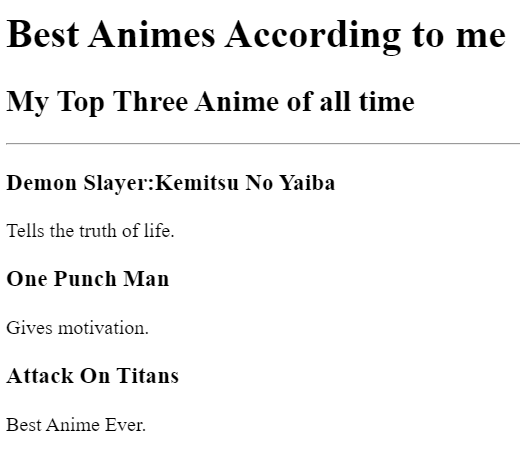 Best Animes According to me
My Top Three Anime of all time
Demon Slayer:Kemitsu No Yaiba
Tells the truth of life.
One Punch Man
Gives motivation.
Attack On Titans
Best Anime Ever.